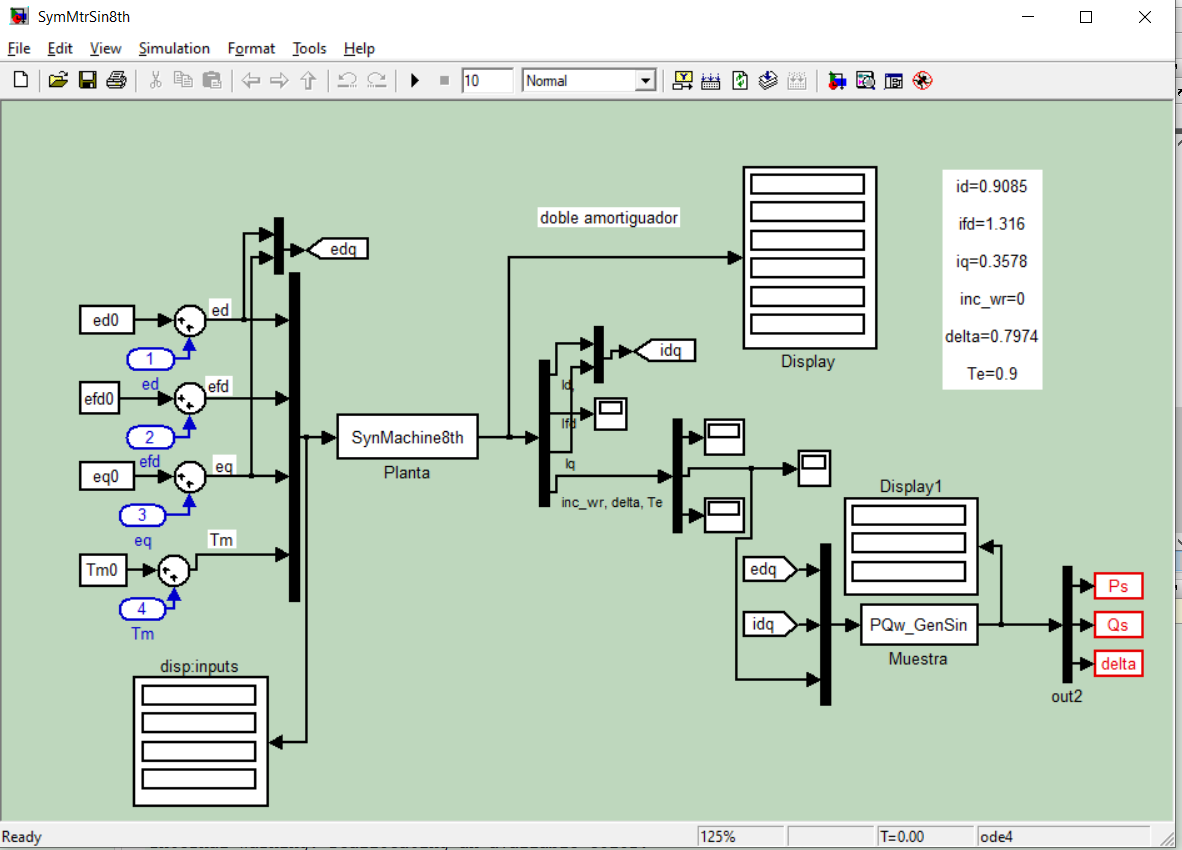 SymMtrSin8th
File Edit View Simulation Format Tools Help
10 Normal
doble amortiguador
Display
id=0.9085
ifd=1.316
iq=0.3578
inc_wr=0
delta=0.7974
Te=0.9
edq
ed0
ed
1
ed
efd0
efd
2
efd
eq0
eq
3
eq
Tm0
Tm
4
Tm
disp:inputs
SynMachine8th
Planta
idq
Id,
Ifd
Iq
inc_wr, delta, Te
Display1
edq
idq
PQw_GenSin
Muestra
Ps
Qs
delta
out2
Ready
125%
T=0.00
ode4